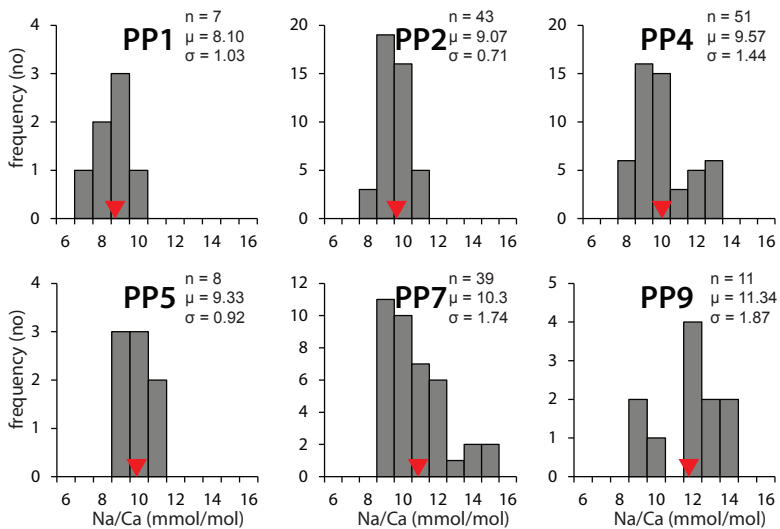 PP1
n = 7
μ = 8.10
σ = 1.03
frequency (no)
4
3
2
1
0
6 8 10 12 14 16
PP2
n = 43
μ = 9.07
σ = 0.71
20
15
10
5
0
6 8 10 12 14 16
PP4
n = 51
μ = 9.57
σ = 1.44
20
15
10
5
0
6 8 10 12 14 16
PP5
n = 8
μ = 9.33
σ = 0.92
frequency (no)
4
3
2
1
0
6 8 10 12 14 16
Na/Ca (mmol/mol)
PP7
n = 39
μ = 10.3
σ = 1.74
12
10
8
6
4
2
0
6 8 10 12 14 16
Na/Ca (mmol/mol)
PP9
n = 11
μ = 11.34
σ = 1.87
5
4
3
2
1
0
6 8 10 12 14 16
Na/Ca (mmol/mol)